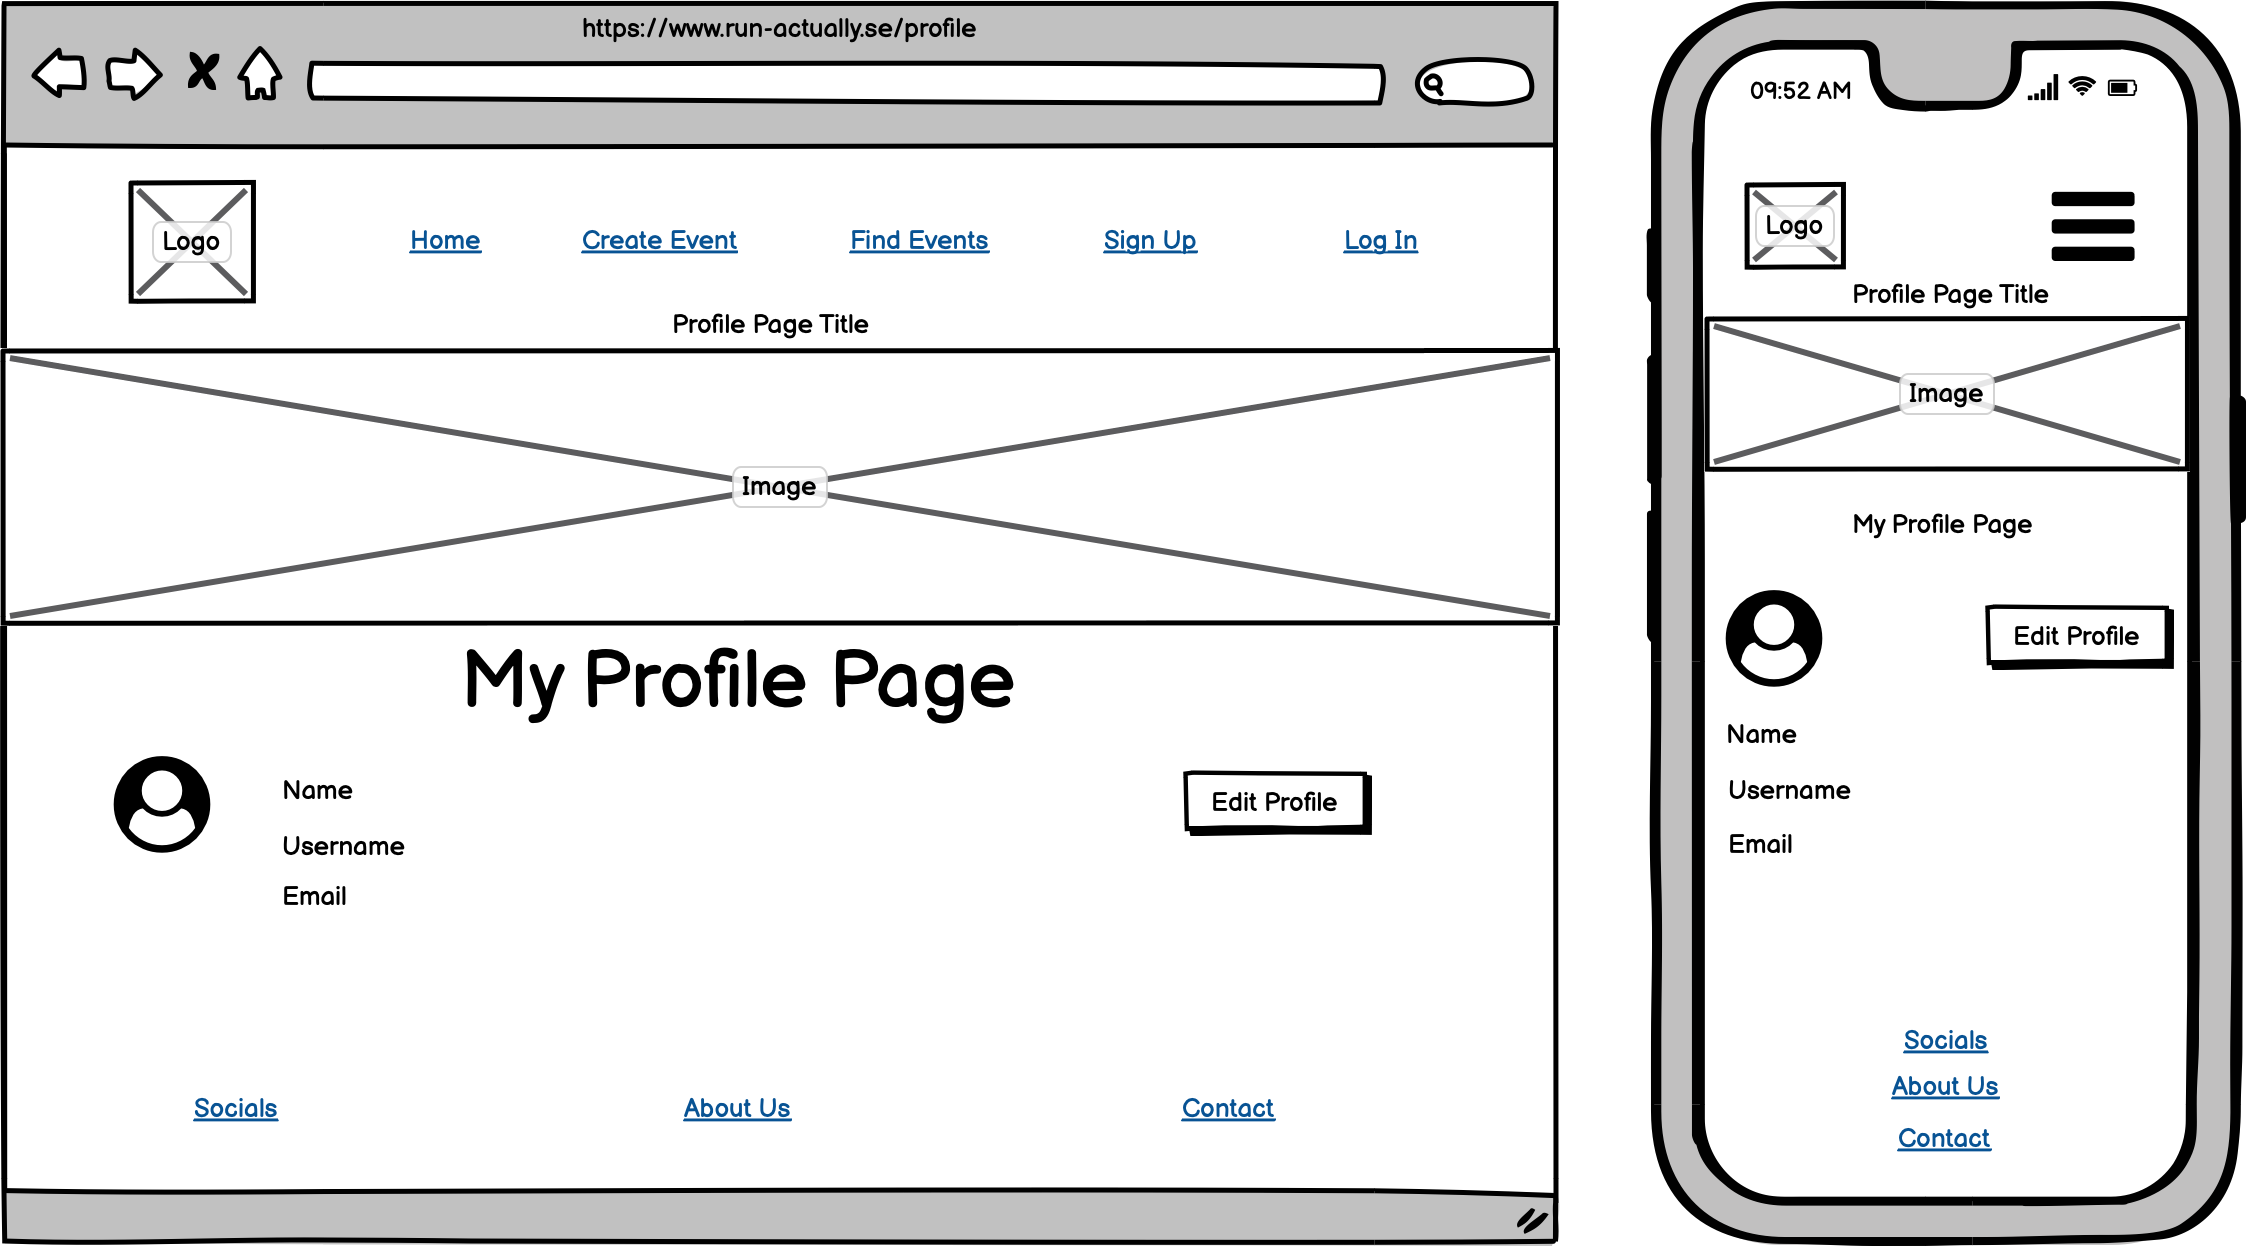 https://www.run-actually.se/profile
Logo
Home Create Event Find Events Sign Up Log In
Profile Page Title
Image
My Profile Page
Name
Edit Profile
Username
Email
Socials About Us Contact
09:52 AM
Logo
Profile Page Title
Image
My Profile Page
Edit Profile
Name
Username
Email
Socials
About Us
Contact